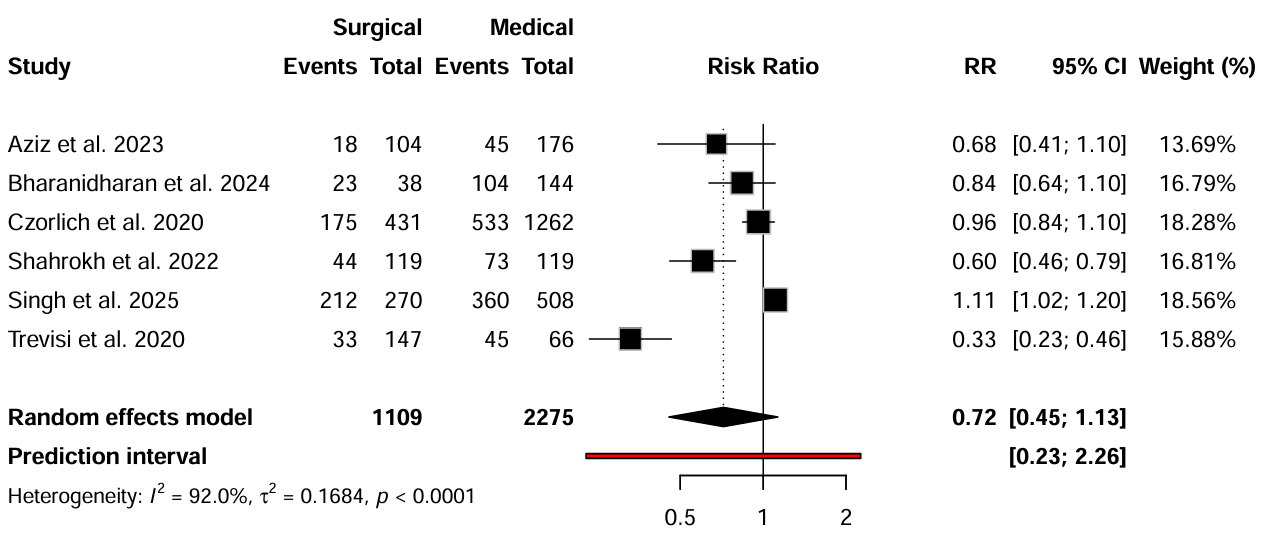 Surgical Medical
Study Events Total Events Total Risk Ratio RR 95% CI Weight (%)
Aziz et al. 2023 18 104 45 176 0.68 [0.41; 1.10] 13.69%
Bharanidharan et al. 2024 23 38 104 144 0.84 [0.64; 1.10] 16.79%
Czorlich et al. 2020 175 431 533 1262 0.96 [0.84; 1.10] 18.28%
Shahrokh et al. 2022 44 119 73 119 0.60 [0.46; 0.79] 16.81%
Singh et al. 2025 212 270 360 508 1.11 [1.02; 1.20] 18.56%
Trevisi et al. 2020 33 147 45 66 0.33 [0.23; 0.46] 15.88%
Random effects model 1109 2275 0.72 [0.45; 1.13]
Prediction interval [0.23; 2.26]
Heterogeneity: I² = 92.0%, τ² = 0.1684, p < 0.0001
0.5 1 2